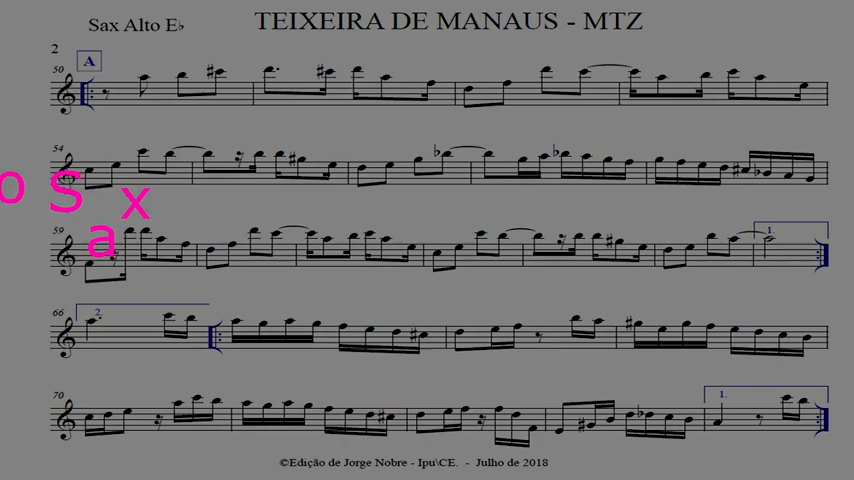 TEIXEIRA DE MANAUS - MTZ
Sax Alto E♭
2
A
50
54
o Sax
59
1.
66
2.
70
1.
©Edição de Jorge Nobre - Ipu\CE. - Julho de 2018